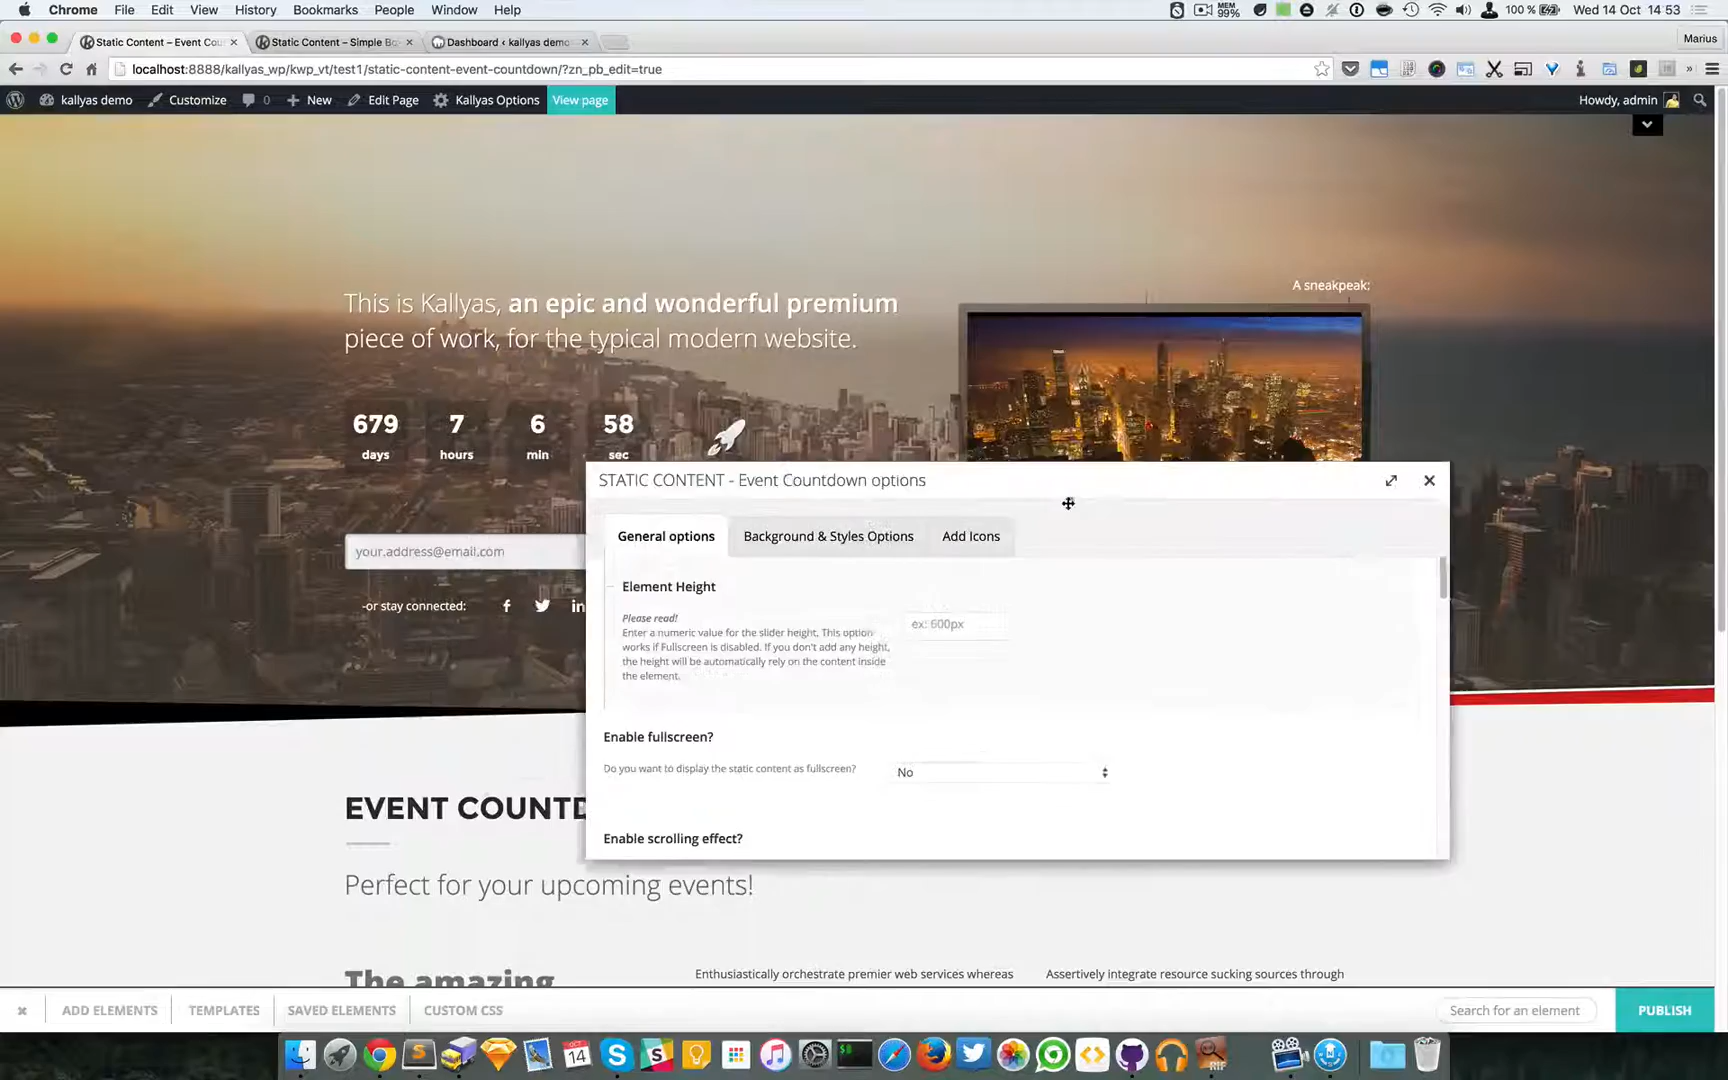 Chrome File Edit View History Bookmarks People Window Help MEM 99% 100 % Wed 14 Oct 14:53
Static Content – Event Cou Static Content – Simple Bo Dashboard ‹ kallyas demo Marius
localhost:8888/kallyas_wp/kwp_vt/test1/static-content-event-countdown/?zn_pb_edit=true
kallyas demo Customize 0 New Edit Page Kallyas Options View page Howdy, admin
A sneakpeak:
This is Kallyas, an epic and wonderful premium
piece of work, for the typical modern website.
679 7 6 58
days hours min sec
STATIC CONTENT - Event Countdown options
General options Background & Styles Options Add Icons
your.address@email.com
-or stay connected:
Element Height
Please read!
Enter a numeric value for the slider height. This option
works if Fullscreen is disabled. If you don't add any height,
the height will be automatically rely on the content inside
the element.
ex: 600px
Enable fullscreen?
Do you want to display the static content as fullscreen?
No
Enable scrolling effect?
EVENT COUNTD
Perfect for your upcoming events!
The amazing
Enthusiastically orchestrate premier web services whereas
Assertively integrate resource sucking sources through
ADD ELEMENTS TEMPLATES SAVED ELEMENTS CUSTOM CSS Search for an element PUBLISH
OCT
14
RIF